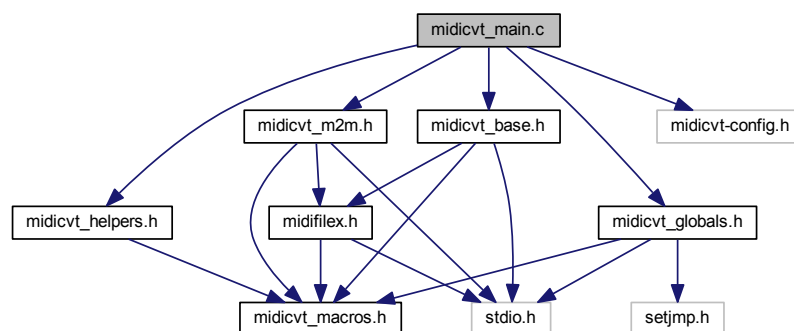 midicvt_main.c
midicvt_m2m.h
midicvt_base.h
midicvt-config.h
midicvt_helpers.h
midifilex.h
midicvt_globals.h
midicvt_macros.h
stdio.h
setjmp.h